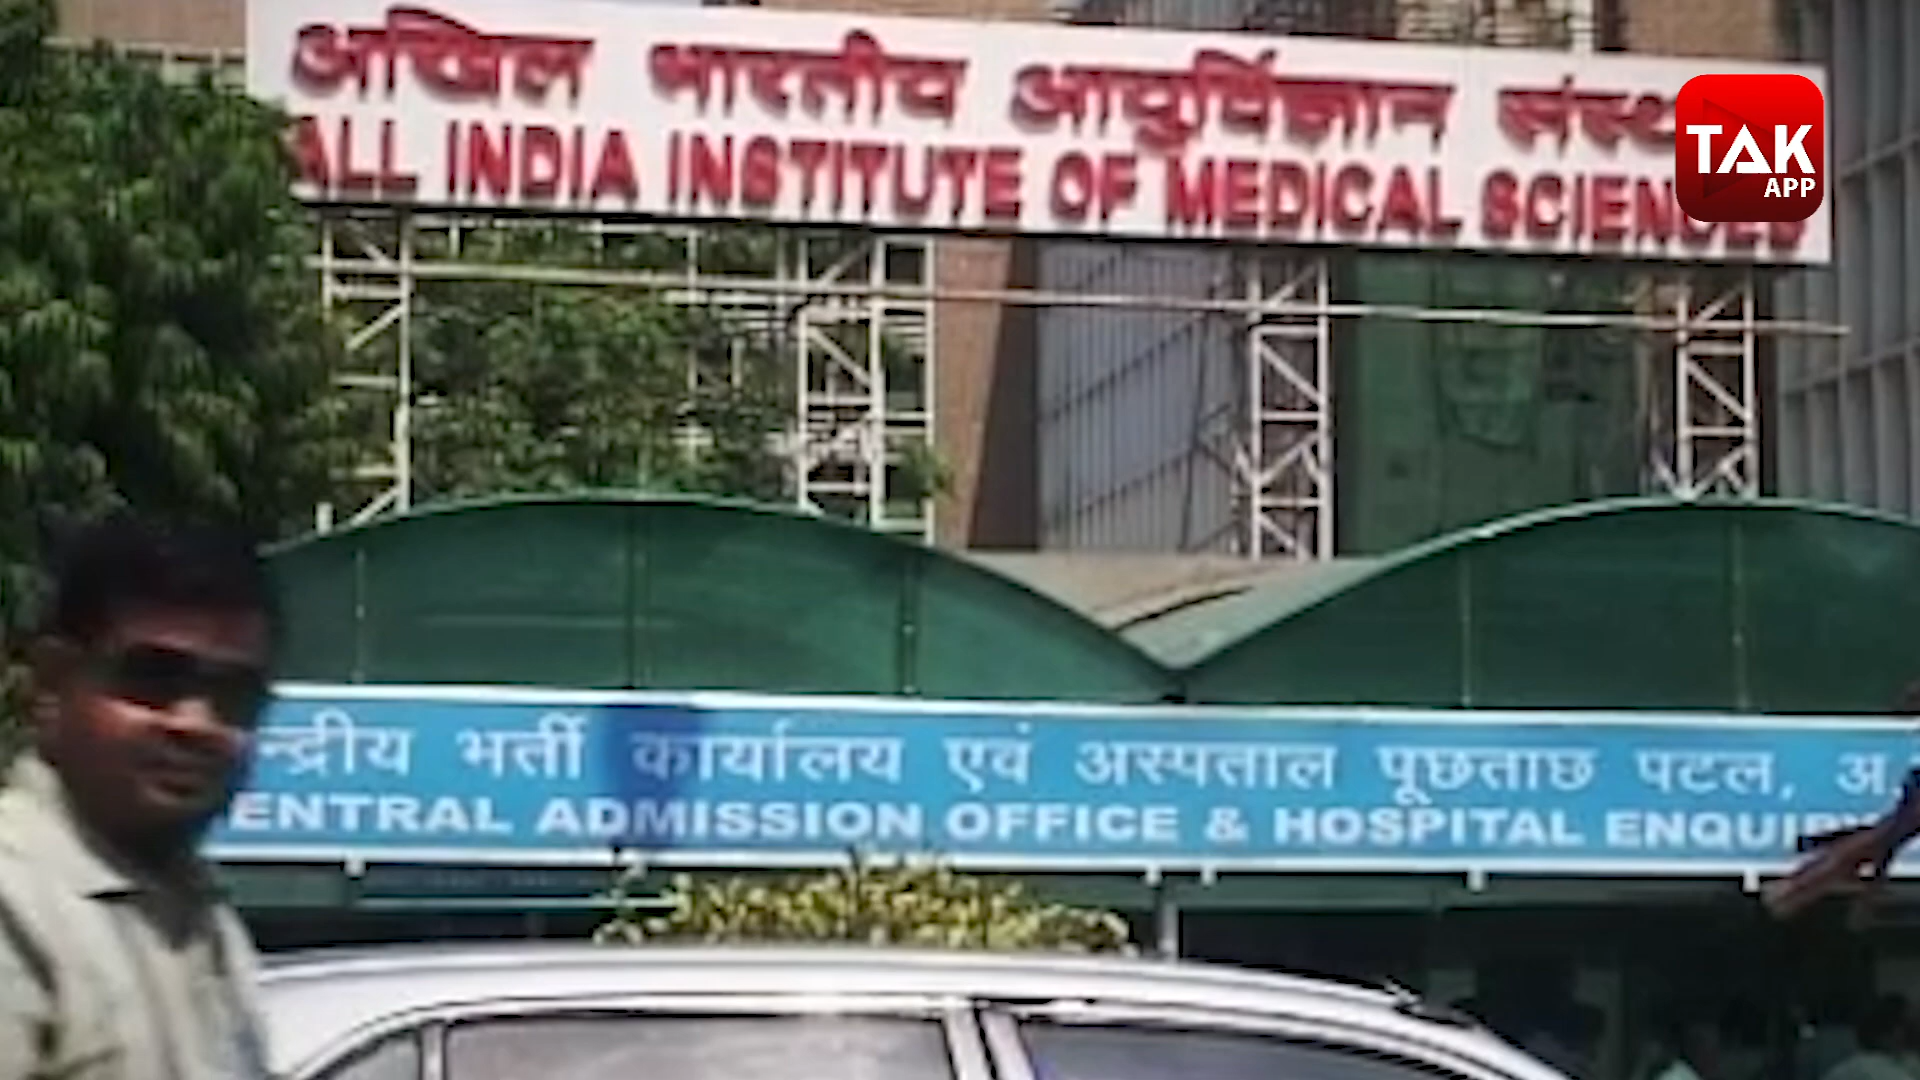 अखिल भारतीय आयुर्विज्ञान संस्थ
ALL INDIA INSTITUTE OF MEDICAL SCIENCES
TAK
APP
न्द्रीय भर्ती कार्यालय एवं अस्पताल पूछताछ पटल, अ.
ENTRAL ADMISSION OFFICE & HOSPITAL ENQUIRY